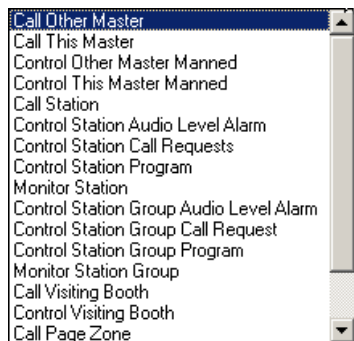 Call Other Master
Call This Master
Control Other Master Manned
Control This Master Manned
Call Station
Control Station Audio Level Alarm
Control Station Call Requests
Control Station Program
Monitor Station
Control Station Group Audio Level Alarm
Control Station Group Call Request
Control Station Group Program
Monitor Station Group
Call Visiting Booth
Control Visiting Booth
Call Page Zone